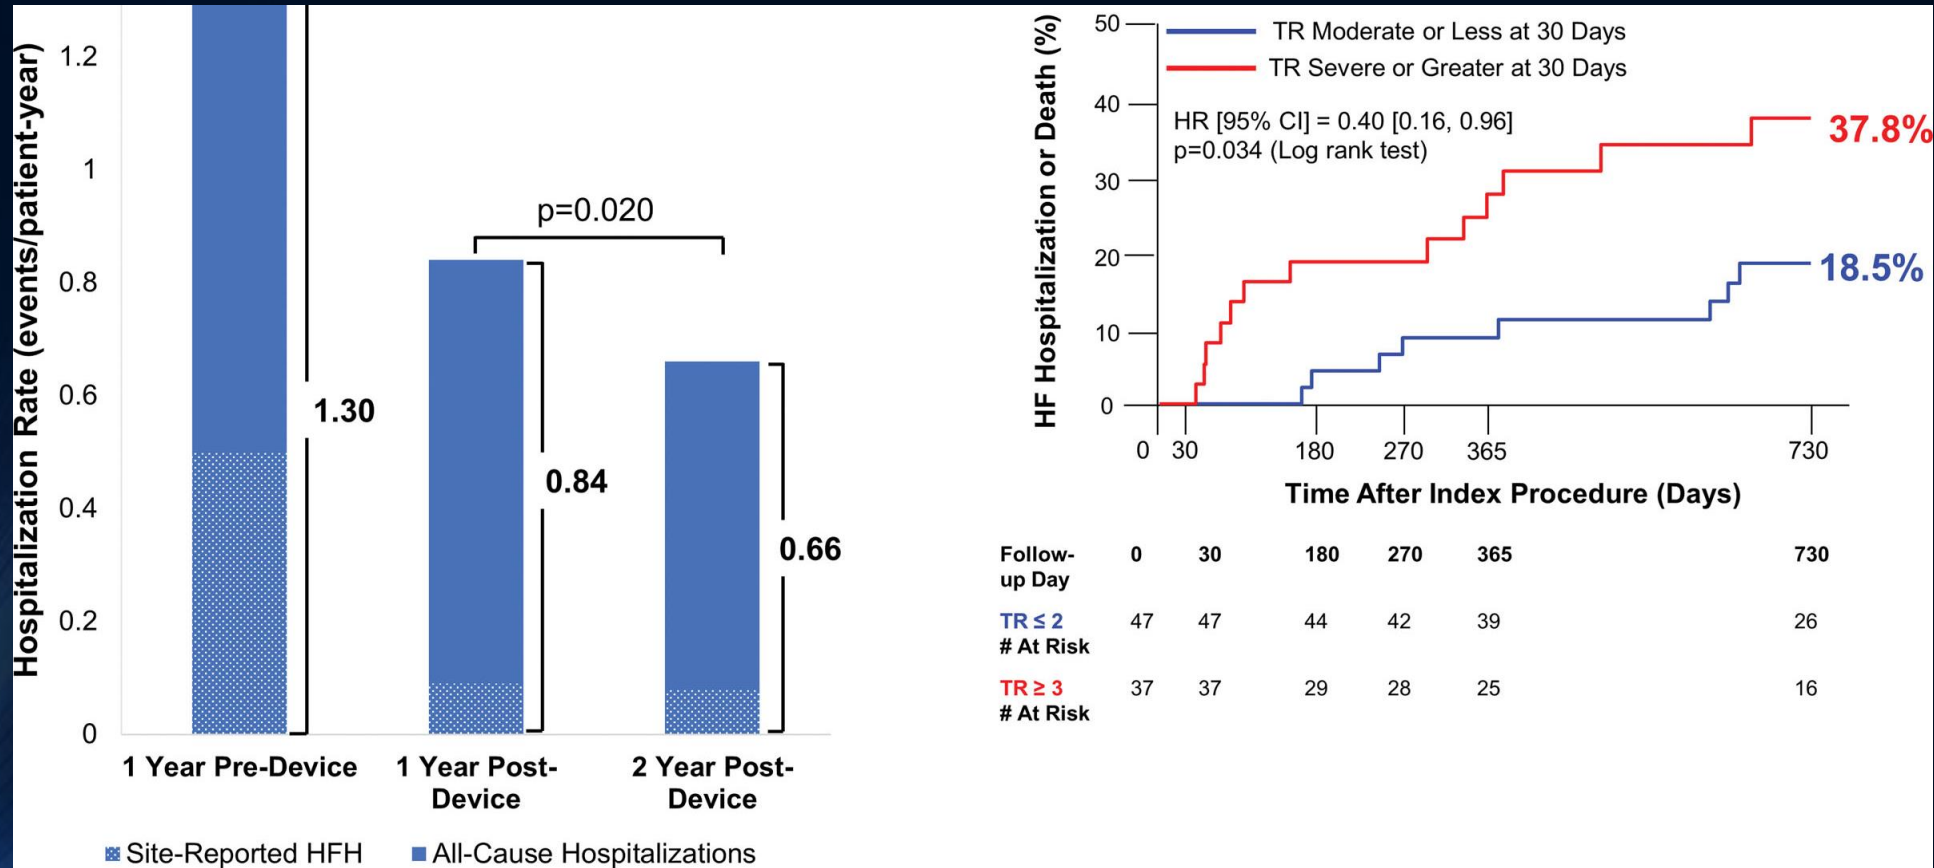 Hospitalization Rate (events/patient-year)
1.2
1
0.8
0.6
0.4
0.2
0
1.30
p=0.020
0.84
0.66
1 Year Pre-Device
1 Year Post-
Device
2 Year Post-
Device
Site-Reported HFH
All-Cause Hospitalizations
HF Hospitalization or Death (%)
50
40
30
20
10
0
TR Moderate or Less at 30 Days
TR Severe or Greater at 30 Days
HR [95% CI] = 0.40 [0.16, 0.96]
p=0.034 (Log rank test)
37.8%
18.5%
0 30 180 270 365 730
Time After Index Procedure (Days)
Follow-
up Day
0 30 180 270 365 730
TR ≤ 2
# At Risk
47 47 44 42 39 26
TR ≥ 3
# At Risk
37 37 29 28 25 16